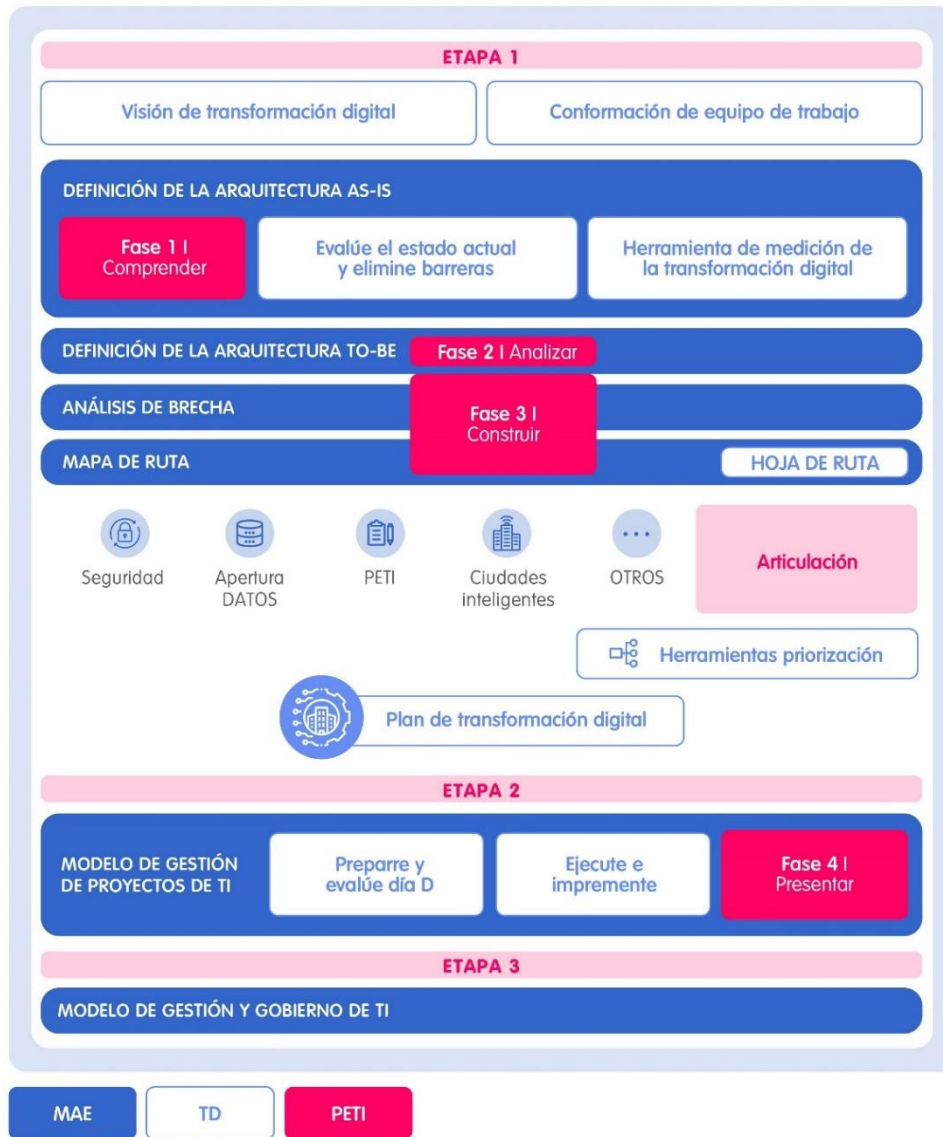 ETAPA 1
Visión de transformación digital
Conformación de equipo de trabajo
DEFINICIÓN DE LA ARQUITECTURA AS-IS
Fase 1 I
Comprender
Evalúe el estado actual
y elimine barreras
Herramienta de medición de
la transformación digital
DEFINICIÓN DE LA ARQUITECTURA TO-BE
Fase 2 I Analizar
ANÁLISIS DE BRECHA
Fase 3 I
Construir
MAPA DE RUTA
HOJA DE RUTA
Seguridad
Apertura
DATOS
PETI
Ciudades
inteligentes
OTROS
Articulación
Herramientas priorización
Plan de transformación digital
ETAPA 2
MODELO DE GESTIÓN
DE PROYECTOS DE TI
Preparre y
evalúe día D
Ejecute e
impremente
Fase 4 I
Presentar
ETAPA 3
MODELO DE GESTIÓN Y GOBIERNO DE TI
MAE
TD
PETI